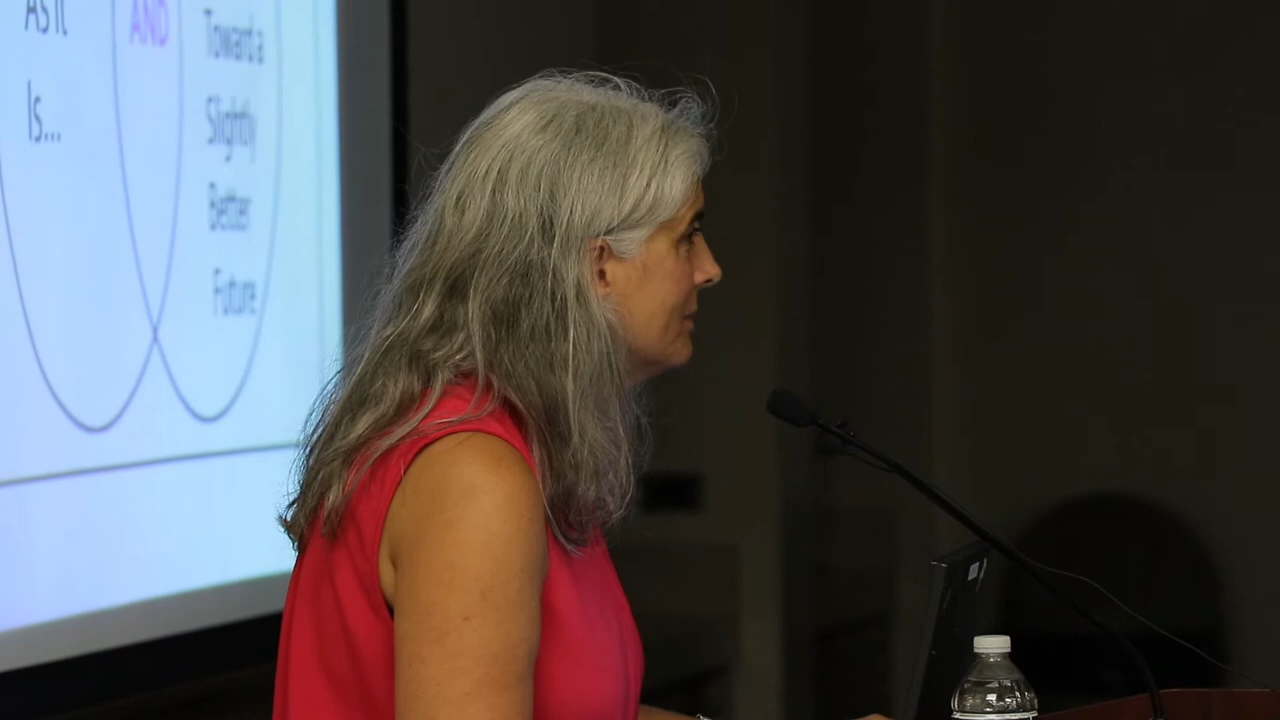 As it
Is...
AND
Toward a
Slightly
Better
Future